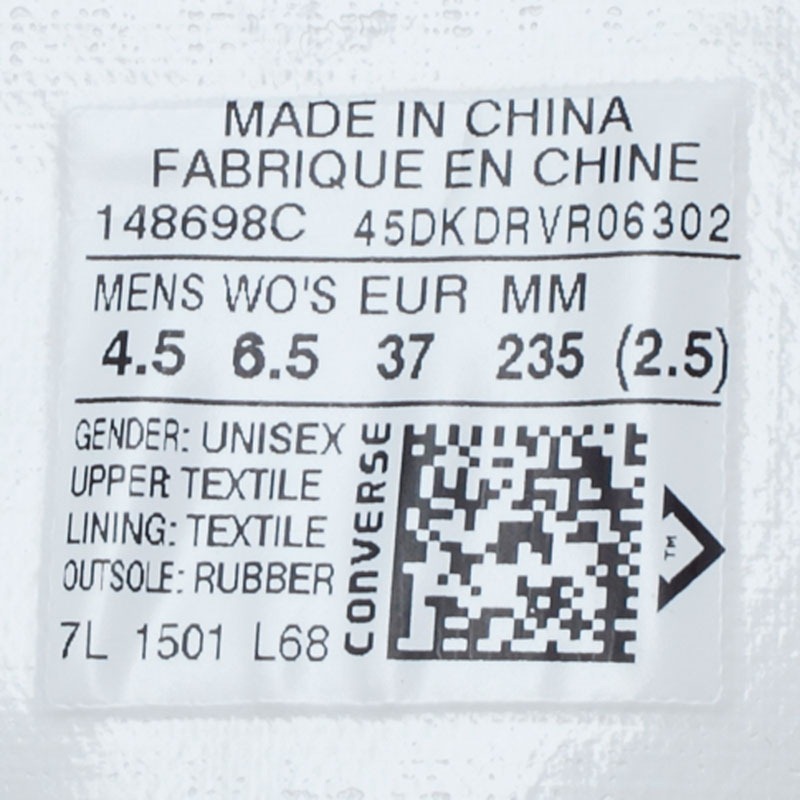 MADE IN CHINA
FABRIQUE EN CHINE
148698C 45DKDRVR06302
MENS WO'S EUR MM
4.5 6.5 37 235 (2.5)
GENDER: UNISEX
UPPER TEXTILE
LINING: TEXTILE
OUTSOLE: RUBBER
7L 1501 L68
CONVERSE
TM